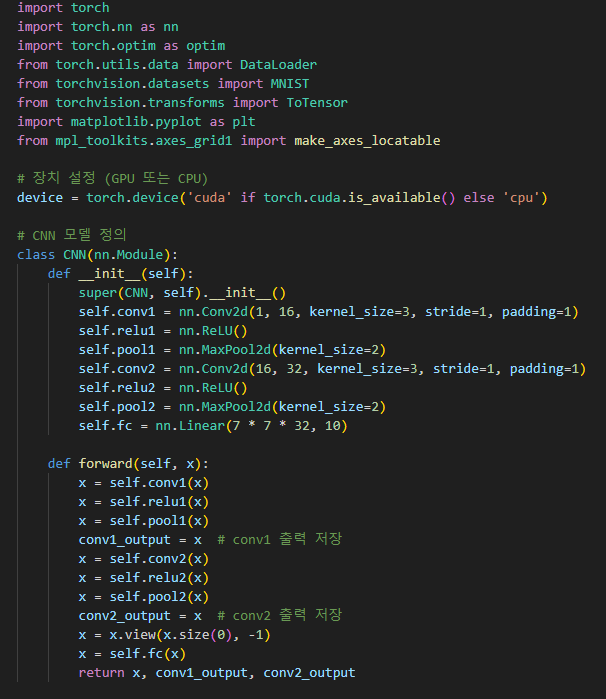 import torch
import torch.nn as nn
import torch.optim as optim
from torch.utils.data import DataLoader
from torchvision.datasets import MNIST
from torchvision.transforms import ToTensor
import matplotlib.pyplot as plt
from mpl_toolkits.axes_grid1 import make_axes_locatable

# 장치 설정 (GPU 또는 CPU)
device = torch.device('cuda' if torch.cuda.is_available() else 'cpu')

# CNN 모델 정의
class CNN(nn.Module):
    def __init__(self):
        super(CNN, self).__init__()
        self.conv1 = nn.Conv2d(1, 16, kernel_size=3, stride=1, padding=1)
        self.relu1 = nn.ReLU()
        self.pool1 = nn.MaxPool2d(kernel_size=2)
        self.conv2 = nn.Conv2d(16, 32, kernel_size=3, stride=1, padding=1)
        self.relu2 = nn.ReLU()
        self.pool2 = nn.MaxPool2d(kernel_size=2)
        self.fc = nn.Linear(7 * 7 * 32, 10)

    def forward(self, x):
        x = self.conv1(x)
        x = self.relu1(x)
        x = self.pool1(x)
        conv1_output = x  # conv1 출력 저장
        x = self.conv2(x)
        x = self.relu2(x)
        x = self.pool2(x)
        conv2_output = x  # conv2 출력 저장
        x = x.view(x.size(0), -1)
        x = self.fc(x)
        return x, conv1_output, conv2_output